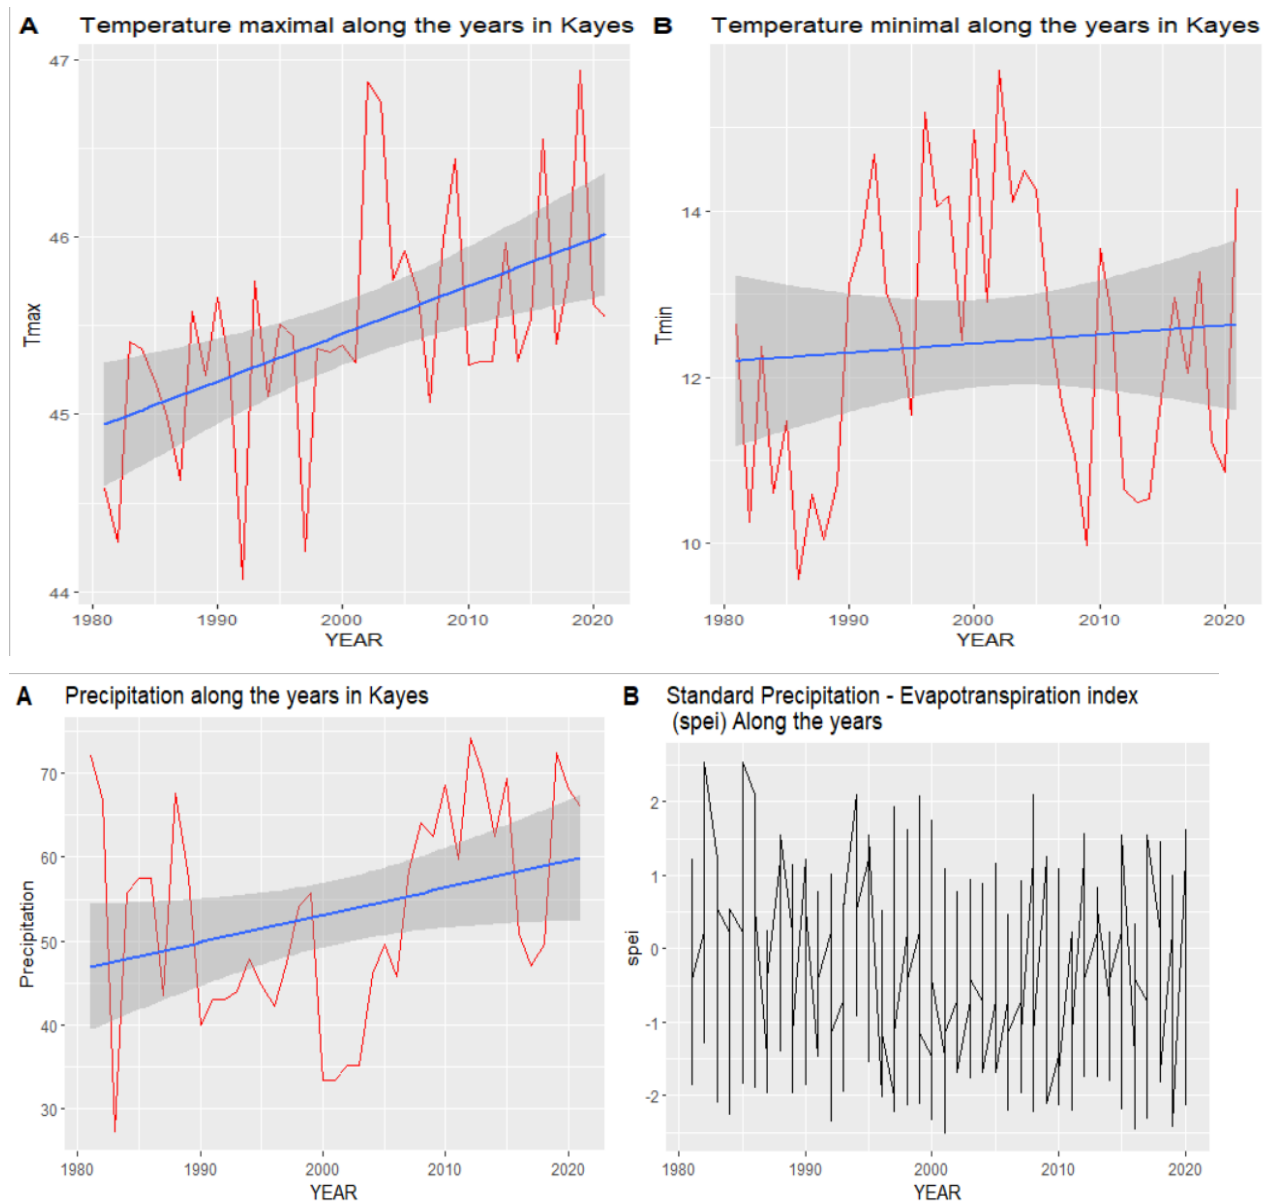 A Temperature maximal along the years in Kayes
Tmax
47
46
45
44
1980 1990 2000 2010 2020
YEAR
B Temperature minimal along the years in Kayes
Tmin
14
12
10
1980 1990 2000 2010 2020
YEAR
A Precipitation along the years in Kayes
Precipitation
70
60
50
40
30
1980 1990 2000 2010 2020
YEAR
B Standard Precipitation - Evapotranspiration index
(spei) Along the years
spei
2
1
0
-1
-2
1980 1990 2000 2010 2020
YEAR